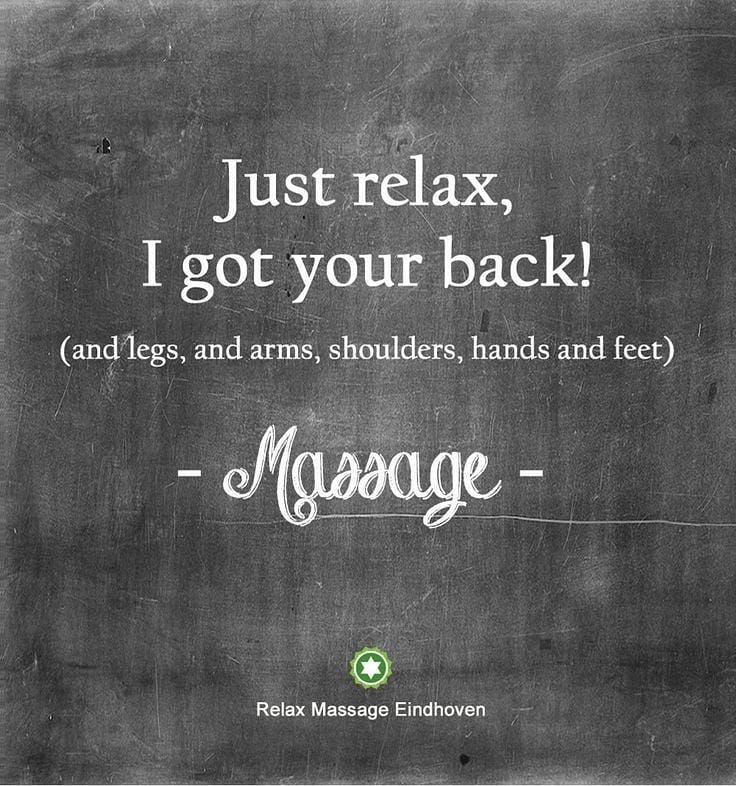 Just relax,
I got your back!
(and legs, and arms, shoulders, hands and feet)
- Massage -
Relax Massage Eindhoven